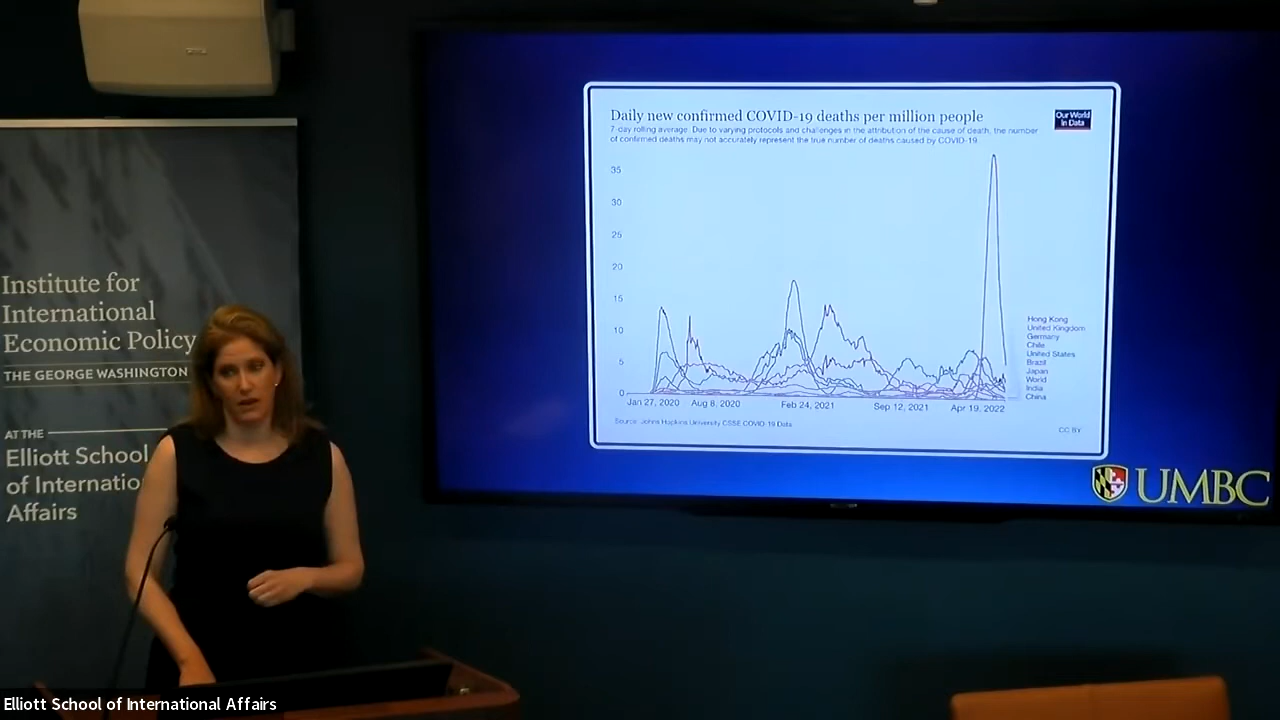 Institute for
International
Economic Policy
THE GEORGE WASHINGTON
AT THE
Elliott School
of Internatio
Affairs
Daily new confirmed COVID-19 deaths per million people
Our World
in Data
7-day rolling average. Due to varying protocols and challenges in the attribution of the cause of death, the number
of confirmed deaths may not accurately represent the true number of deaths caused by COVID-19.
35
30
25
20
15
10
5
0
Jan 27, 2020 Aug 8, 2020 Feb 24, 2021 Sep 12, 2021 Apr 19, 2022
Hong Kong
United Kingdom
Germany
Chile
United States
Brazil
Japan
World
India
China
Source: Johns Hopkins University CSSE COVID-19 Data
CC BY
UMBC
Elliott School of International Affairs